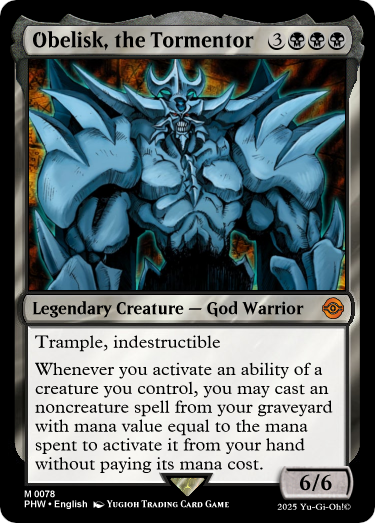 Obelisk, the Tormentor 3
Legendary Creature — God Warrior
Trample, indestructible
Whenever you activate an ability of a
creature you control, you may cast an
noncreature spell from your graveyard
with mana value equal to the mana
spent to activate it from your hand
without paying its mana cost.
6/6
M 0078
PHW • English Yugioh Trading Card Game
2025 Yu-Gi-Oh!©